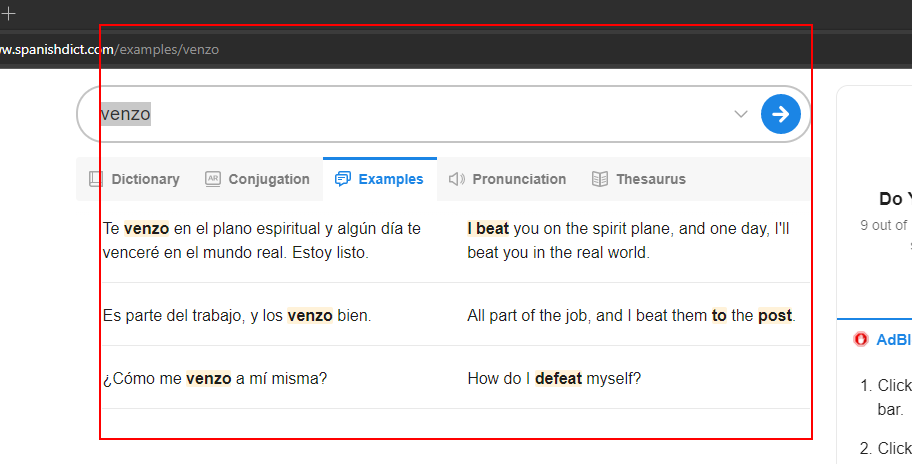 w.spanishdict.com/examples/venzo
venzo
Dictionary
Conjugation
Examples
Pronunciation
Thesaurus
Te venzo en el plano espiritual y algún día te
venceré en el mundo real. Estoy listo.
I beat you on the spirit plane, and one day, I'll
beat you in the real world.
Es parte del trabajo, y los venzo bien.
All part of the job, and I beat them to the post.
¿Cómo me venzo a mí misma?
How do I defeat myself?
Do
9 out of
AdBl
1. Click
bar.
2. Click